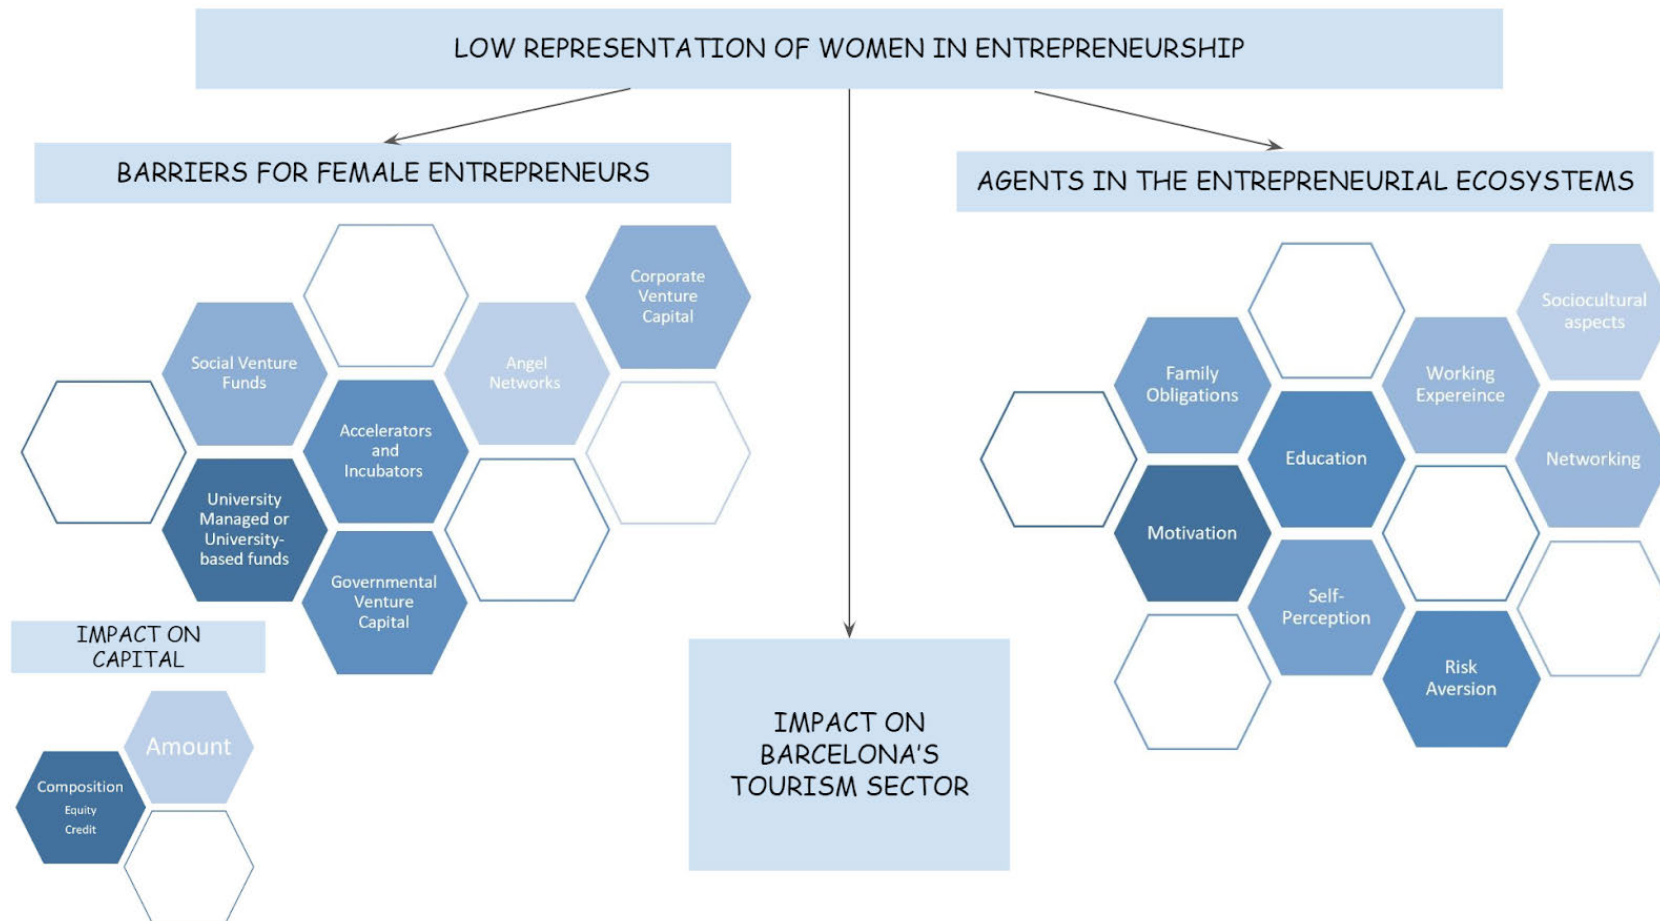 LOW REPRESENTATION OF WOMEN IN ENTREPRENEURSHIP
BARRIERS FOR FEMALE ENTREPRENEURS
Corporate
Venture
Capital
Social Venture
Funds
Angel
Networks
Accelerators
and
Incubators
University
Managed or
University-
based funds
Governmental
Venture
Capital
IMPACT ON
CAPITAL
Amount
Composition
Equity
Credit
IMPACT ON
BARCELONA'S
TOURISM SECTOR
AGENTS IN THE ENTREPRENEURIAL ECOSYSTEMS
Sociocultural
aspects
Family
Obligations
Working
Expereince
Education
Networking
Motivation
Self-
Perception
Risk
Aversion